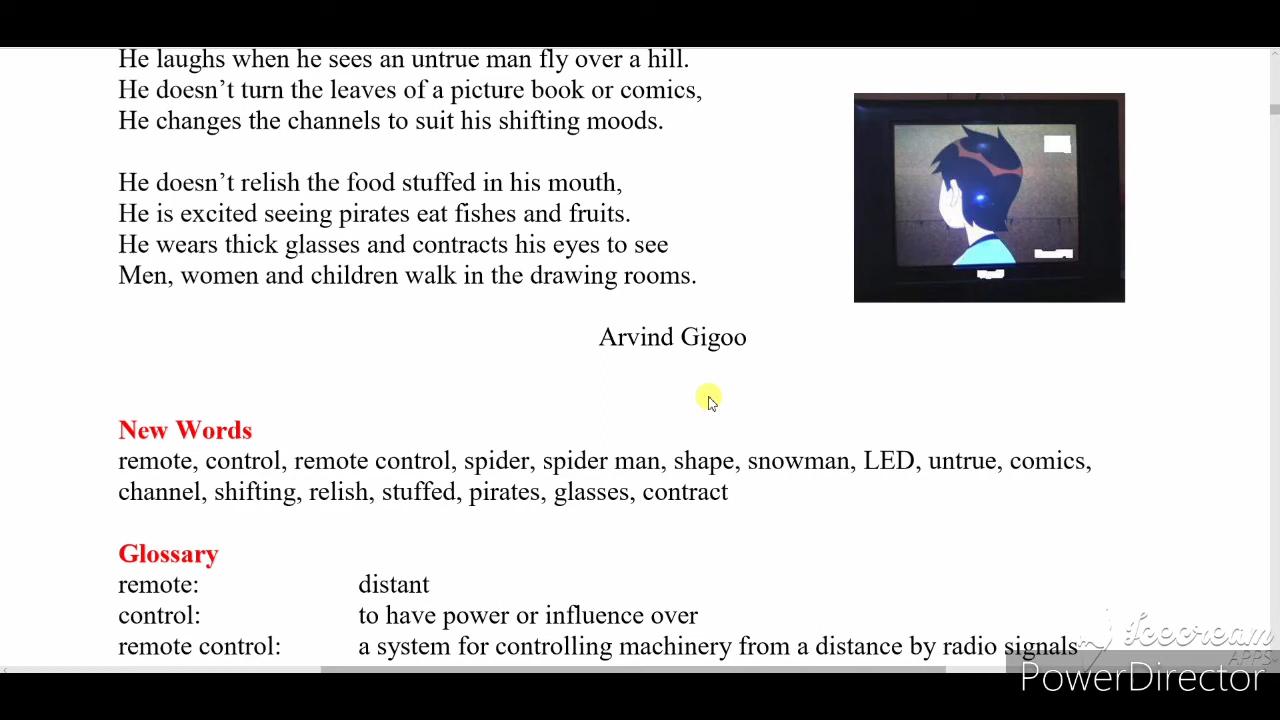 He laughs when he sees an untrue man fly over a hill.
He doesn't turn the leaves of a picture book or comics,
He changes the channels to suit his shifting moods.
He doesn't relish the food stuffed in his mouth,
He is excited seeing pirates eat fishes and fruits.
He wears thick glasses and contracts his eyes to see
Men, women and children walk in the drawing rooms.
Arvind Gigoo
New Words
remote, control, remote control, spider, spider man, shape, snowman, LED, untrue, comics,
channel, shifting, relish, stuffed, pirates, glasses, contract
Glossary
remote: distant
control: to have power or influence over
remote control: a system for controlling machinery from a distance by radio signals
Icecream
APPS
PowerDirector